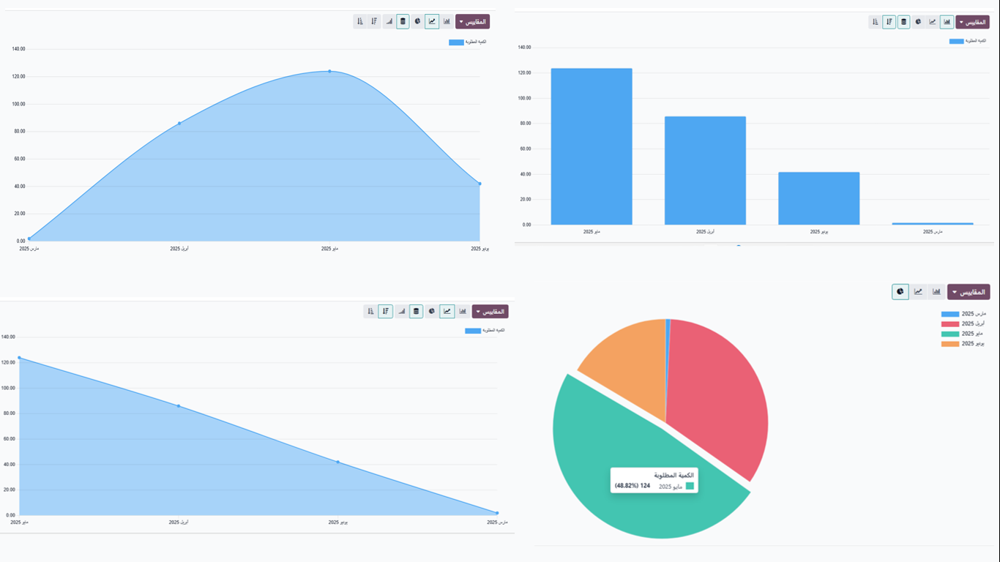 المقاييس
الكمية المطلوبة
140.00
120.00
100.00
80.00
60.00
40.00
20.00
0.00
مارس 2025
أبريل 2025
مايو 2025
يونيو 2025
المقاييس
الكمية المطلوبة
140.00
120.00
100.00
80.00
60.00
40.00
20.00
0.00
مايو 2025
أبريل 2025
يونيو 2025
مارس 2025
المقاييس
الكمية المطلوبة
140.00
120.00
100.00
80.00
60.00
40.00
20.00
0.00
مايو 2025
أبريل 2025
يونيو 2025
مارس 2025
المقاييس
مارس 2025
أبريل 2025
مايو 2025
يونيو 2025
الكمية المطلوبة
مايو 2025 124 (48.82%)